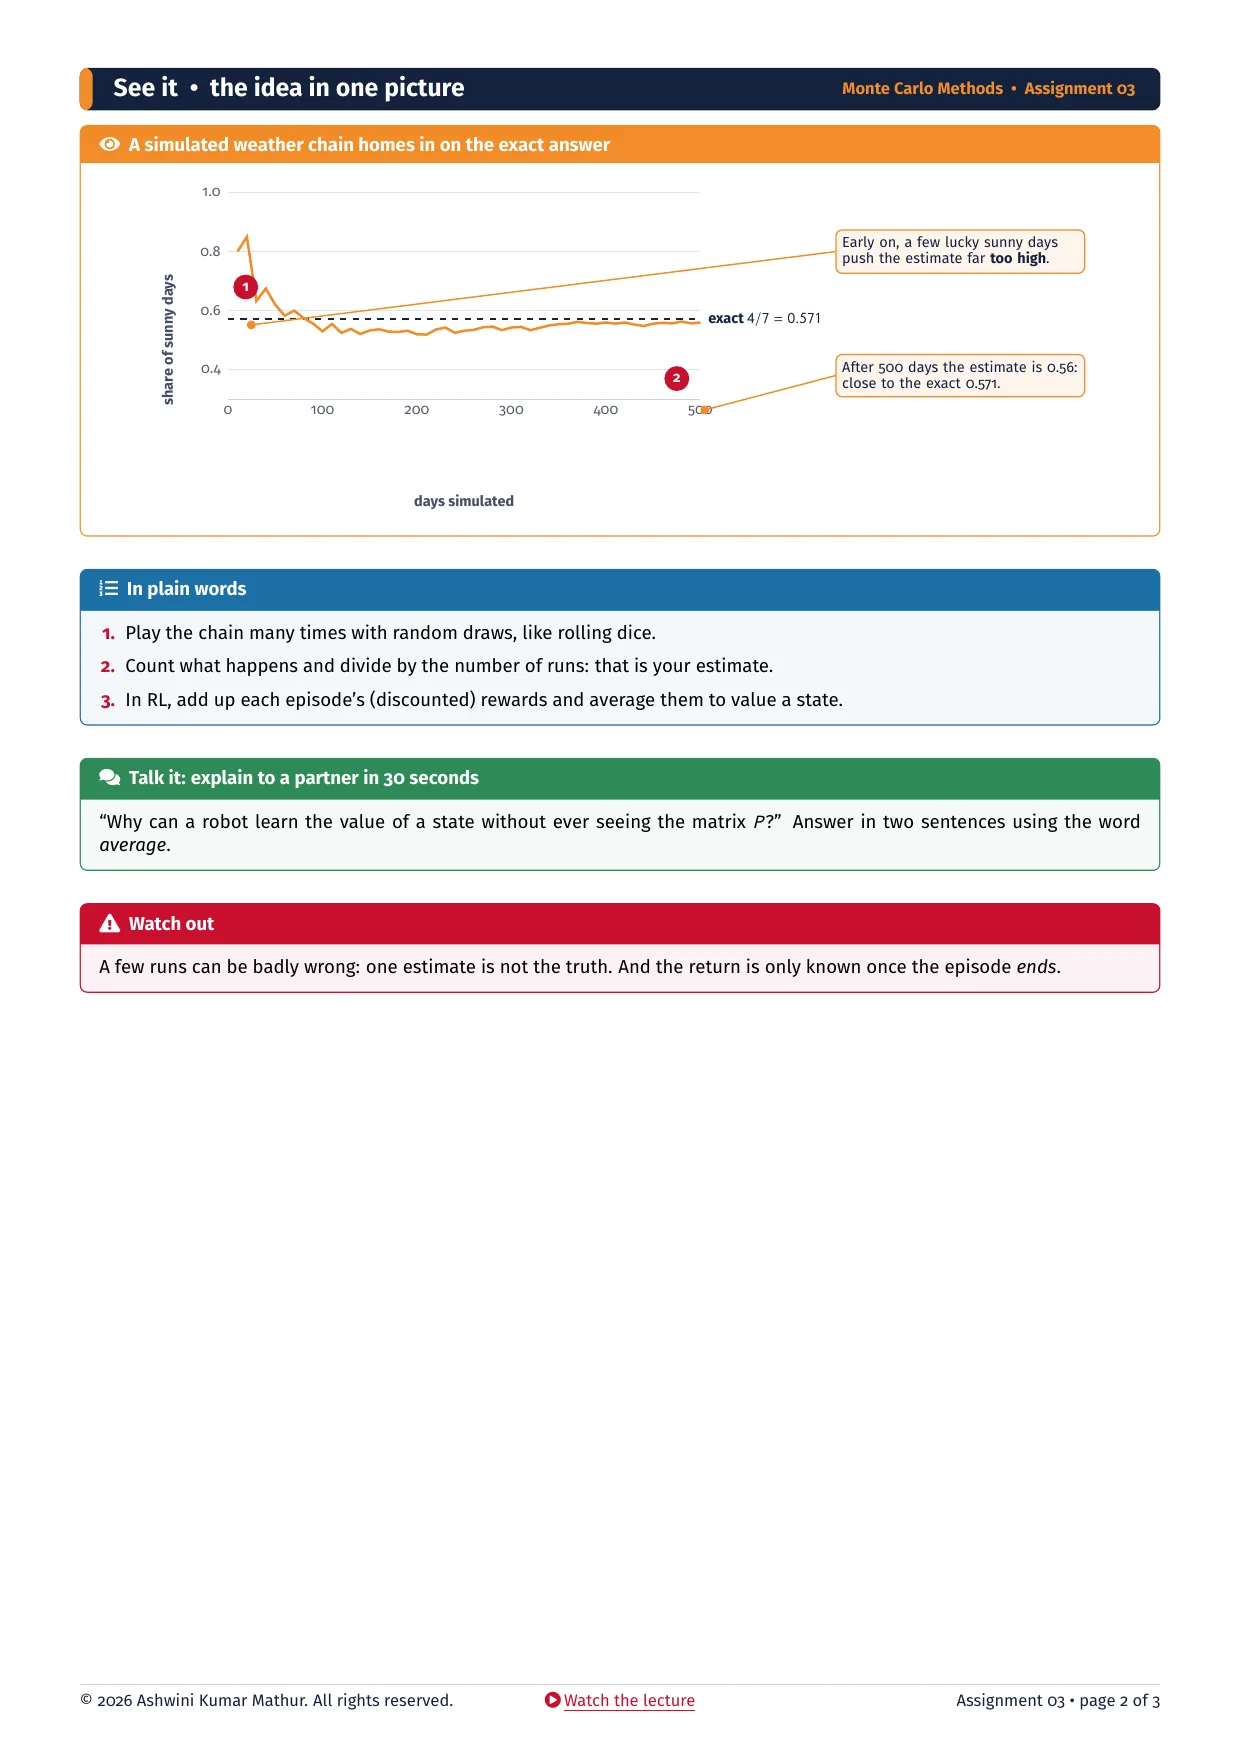 See it • the idea in one picture
Monte Carlo Methods • Assignment 03
A simulated weather chain homes in on the exact answer
share of sunny days
1.0
0.8
0.6
0.4
1
2
Early on, a few lucky sunny days
push the estimate far too high.
exact 4/7 = 0.571
After 500 days the estimate is 0.56:
close to the exact 0.571.
0 100 200 300 400 500
days simulated
In plain words
1. Play the chain many times with random draws, like rolling dice.
2. Count what happens and divide by the number of runs: that is your estimate.
3. In RL, add up each episode’s (discounted) rewards and average them to value a state.
Talk it: explain to a partner in 30 seconds
“Why can a robot learn the value of a state without ever seeing the matrix P?” Answer in two sentences using the word
average.
Watch out
A few runs can be badly wrong: one estimate is not the truth. And the return is only known once the episode ends.
© 2026 Ashwini Kumar Mathur. All rights reserved.
Watch the lecture
Assignment 03 • page 2 of 3